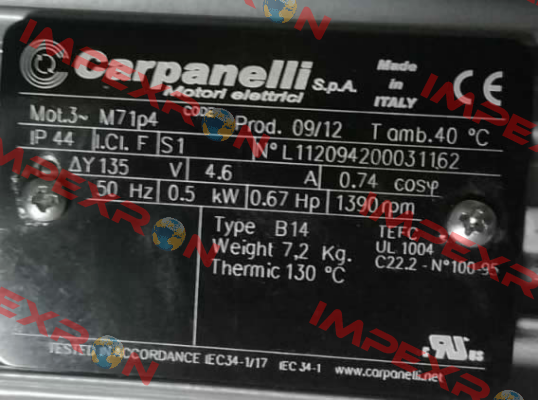 Carpanelli S.p.A.
Motori elettrici
Made in ITALY
CE
Mot.3~ M71p4 CODE Prod. 09/12 T amb.40 °C
IP 44 I.Cl. F S1 N° L112094200031162
ΔY 135 V 4.6 A 0.74 cosφ
50 Hz 0.5 kW 0.67 Hp 1390 rpm
Type B14 TEFC
Weight 7,2 Kg. UL 1004
Thermic 130 °C C22.2 - N°100-95
c RU us
TESTED IN ACCORDANCE IEC34-1/17 IEC 34-1 www.carpanelli.net
IMPEXRON